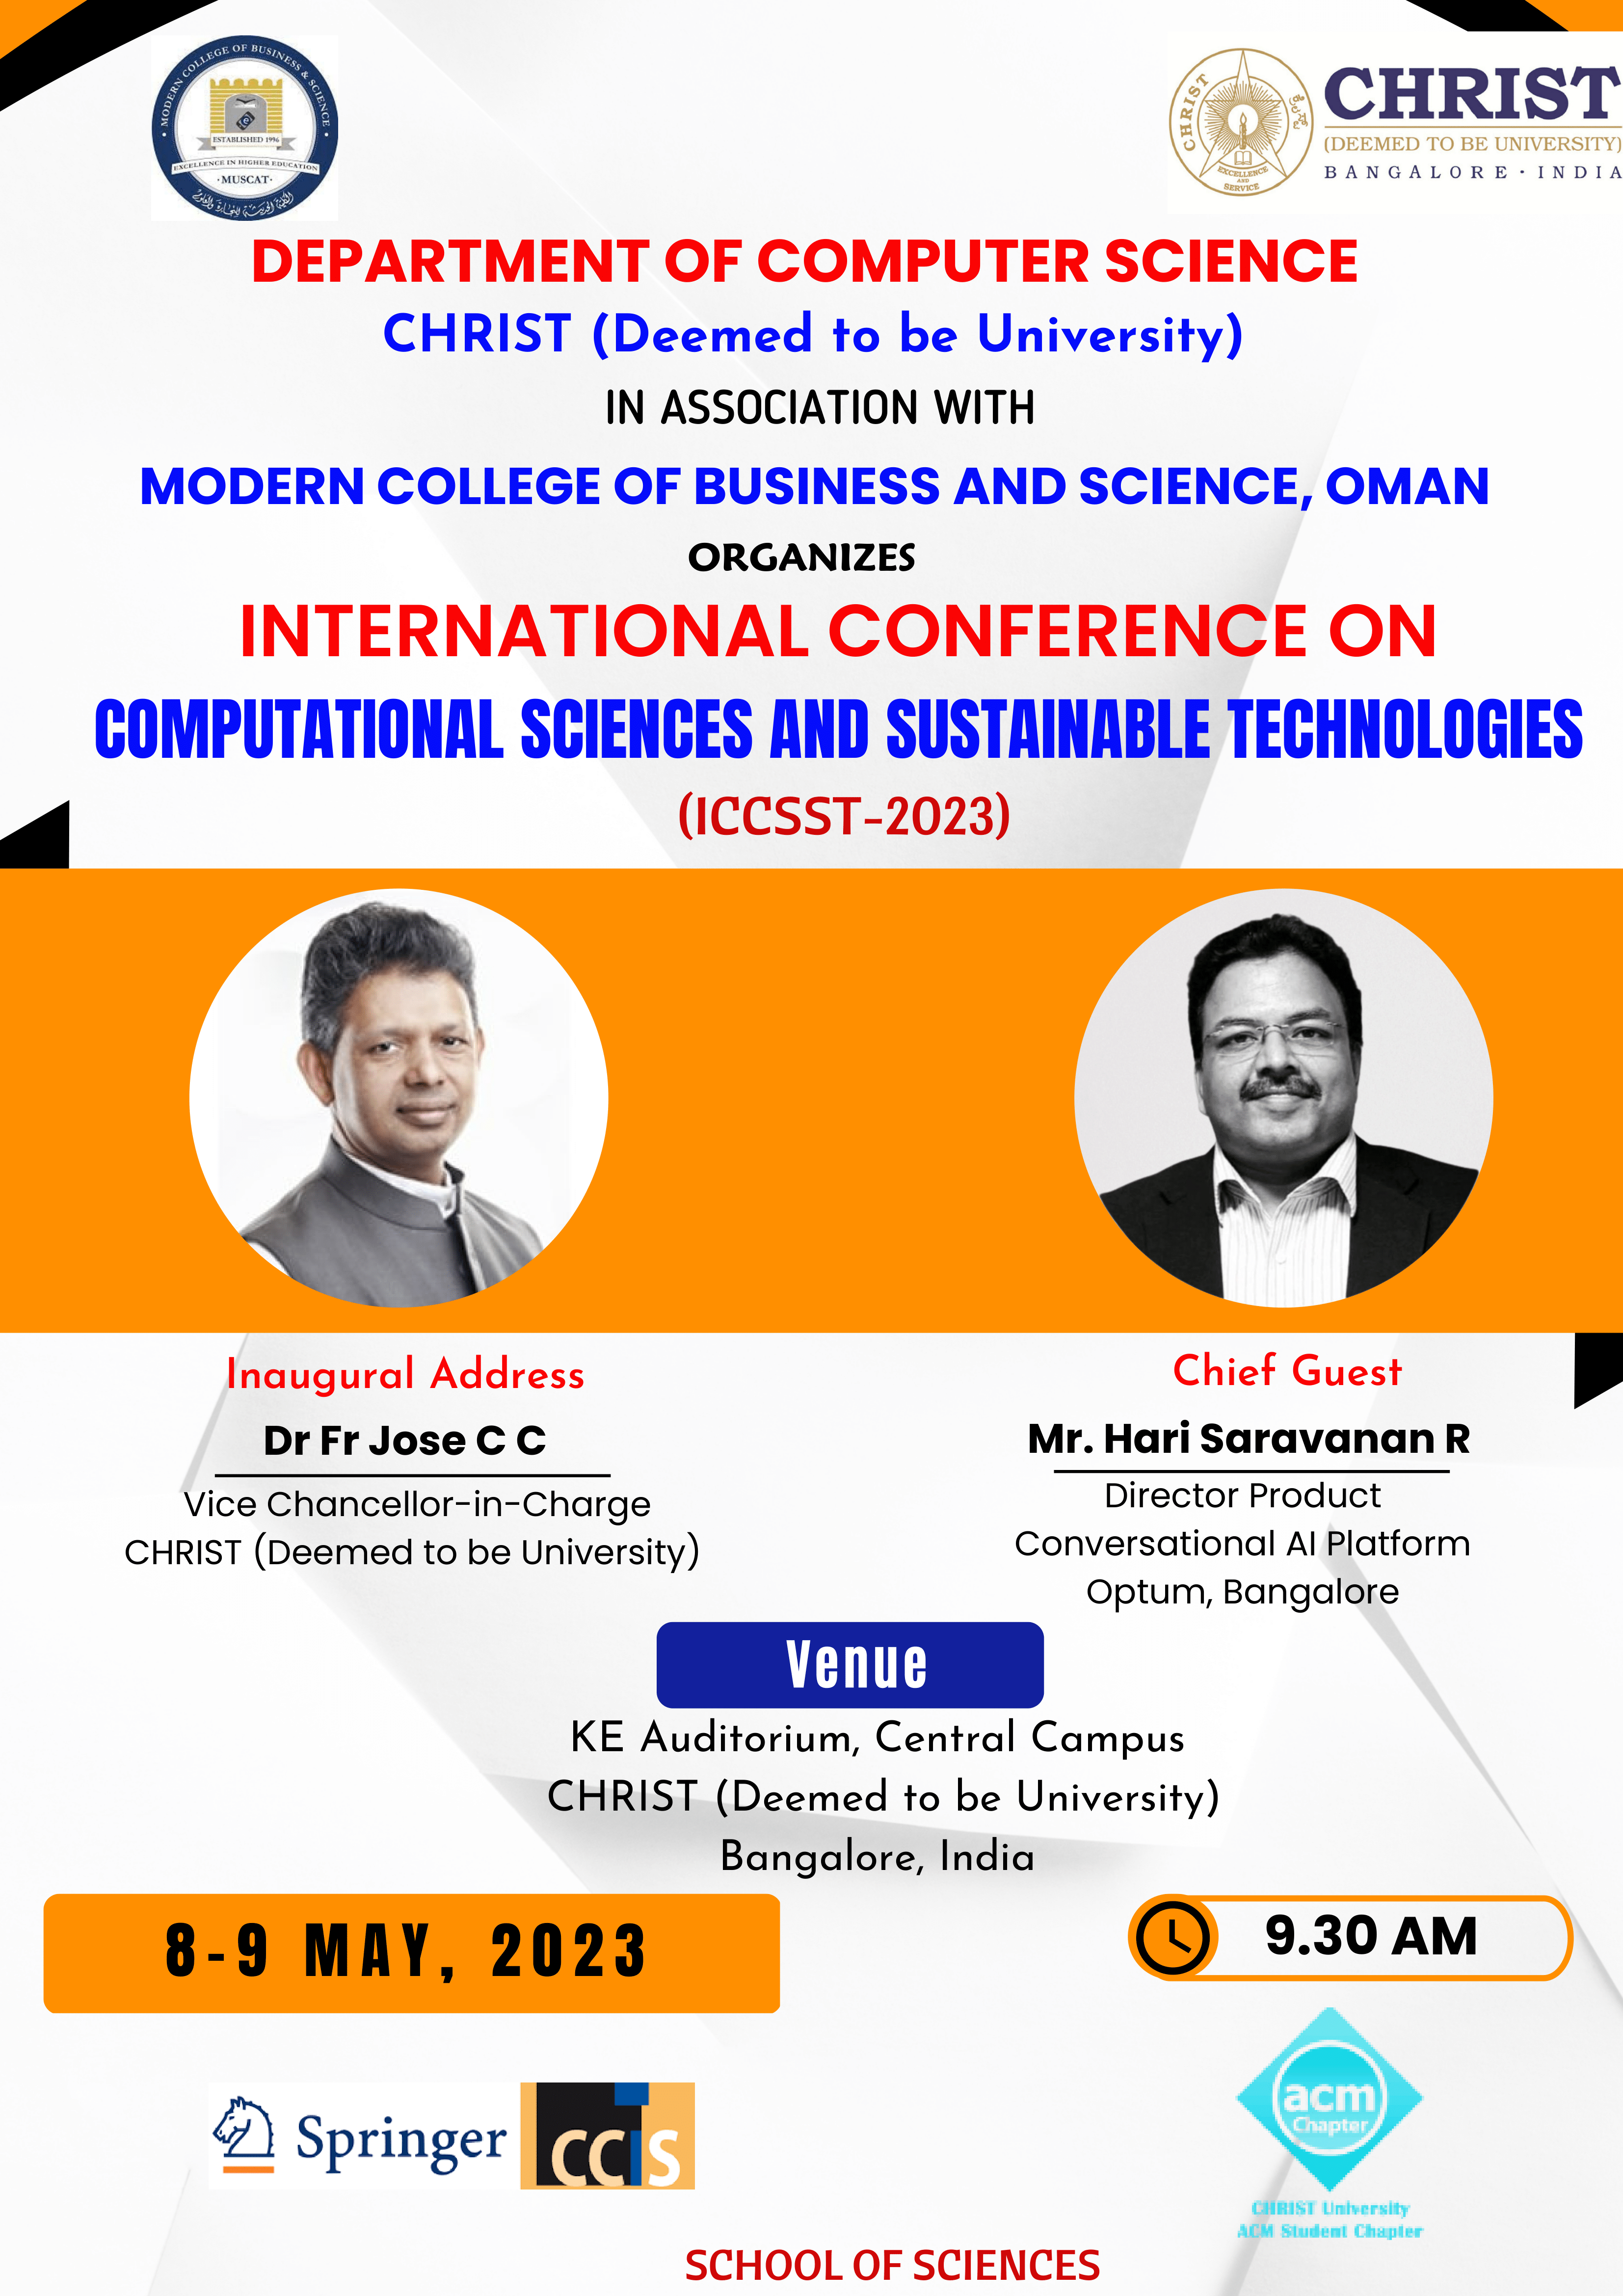 MODERN COLLEGE OF BUSINESS & SCIENCE
ESTABLISHED 1996
EXCELLENCE IN HIGHER EDUCATION
·MUSCAT·
CHRIST
EXCELLENCE
AND
SERVICE
CHRIST
(DEEMED TO BE UNIVERSITY)
BANGALORE · INDIA
DEPARTMENT OF COMPUTER SCIENCE
CHRIST (Deemed to be University)
IN ASSOCIATION WITH
MODERN COLLEGE OF BUSINESS AND SCIENCE, OMAN
ORGANIZES
INTERNATIONAL CONFERENCE ON
COMPUTATIONAL SCIENCES AND SUSTAINABLE TECHNOLOGIES
(ICCSST-2023)
Inaugural Address
Dr Fr Jose C C
Vice Chancellor-in-Charge
CHRIST (Deemed to be University)
Chief Guest
Mr. Hari Saravanan R
Director Product
Conversational AI Platform
Optum, Bangalore
Venue
KE Auditorium, Central Campus
CHRIST (Deemed to be University)
Bangalore, India
8-9 MAY, 2023
9.30 AM
Springer
CCiS
acm
Chapter
CHRIST University
ACM Student Chapter
SCHOOL OF SCIENCES